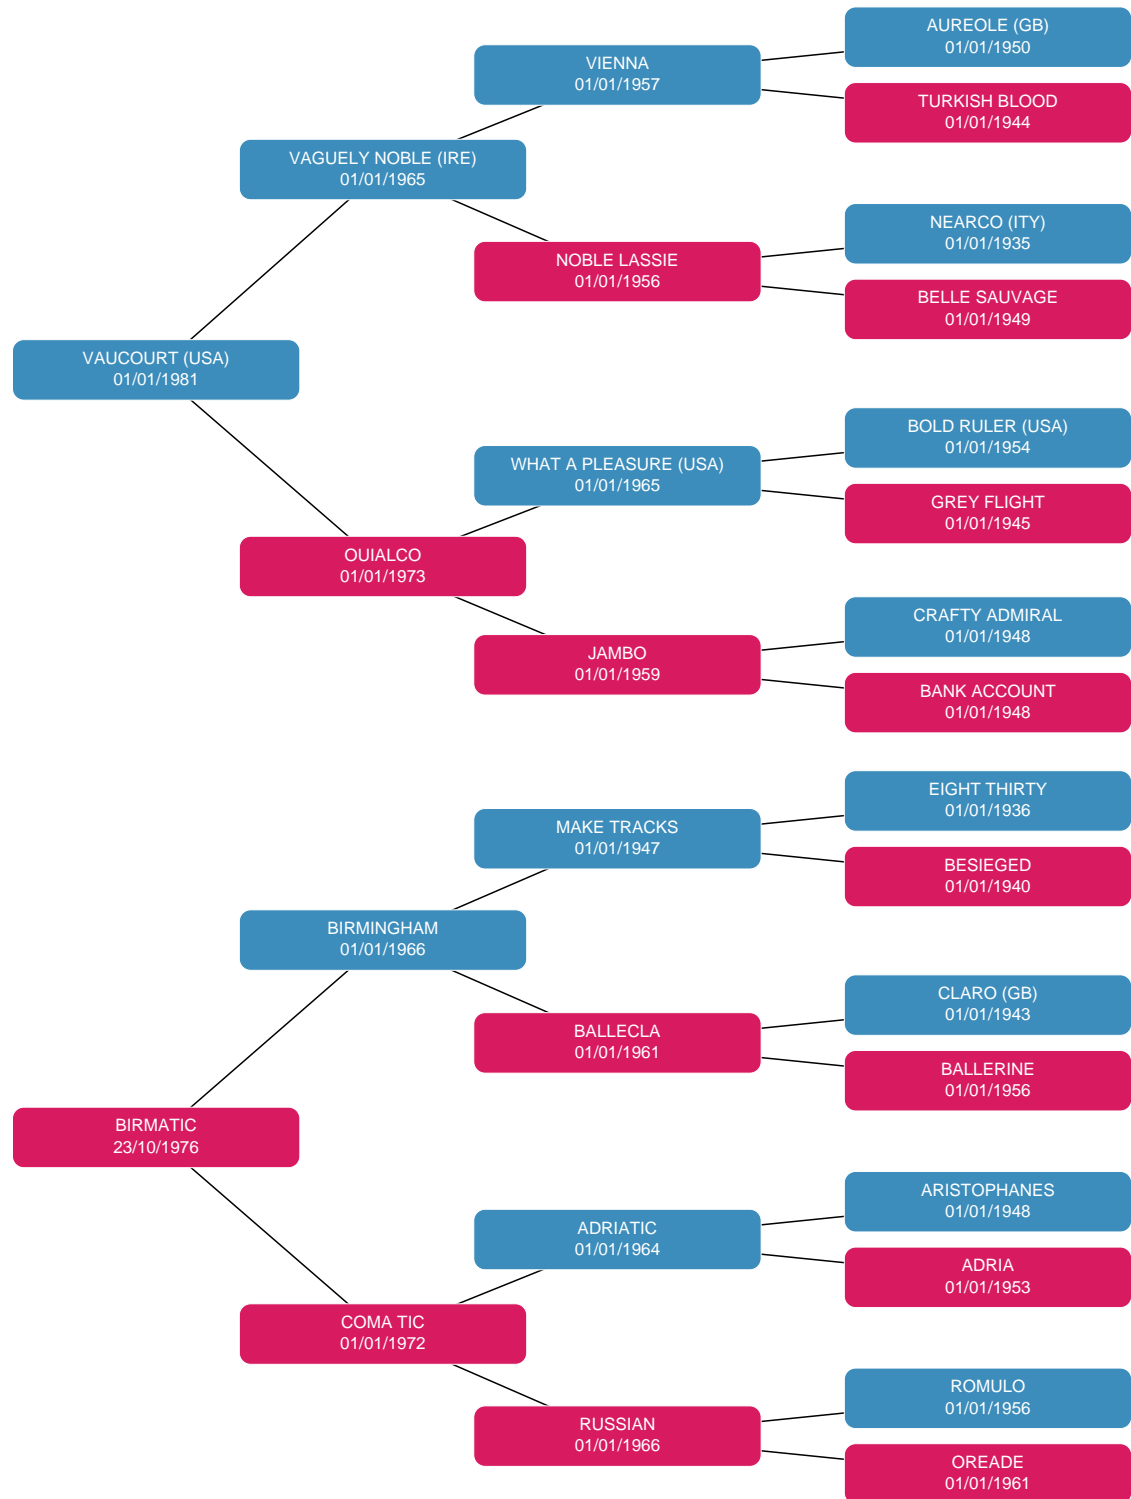 AUREOLE (GB)
01/01/1950
VIENNA
01/01/1957
TURKISH BLOOD
01/01/1944
VAGUELY NOBLE (IRE)
01/01/1965
NEARCO (ITY)
01/01/1935
NOBLE LASSIE
01/01/1956
BELLE SAUVAGE
01/01/1949
VAUCOURT (USA)
01/01/1981
BOLD RULER (USA)
01/01/1954
WHAT A PLEASURE (USA)
01/01/1965
GREY FLIGHT
01/01/1945
OUIALCO
01/01/1973
CRAFTY ADMIRAL
01/01/1948
JAMBO
01/01/1959
BANK ACCOUNT
01/01/1948
EIGHT THIRTY
01/01/1936
MAKE TRACKS
01/01/1947
BESIEGED
01/01/1940
BIRMINGHAM
01/01/1966
CLARO (GB)
01/01/1943
BALLECLA
01/01/1961
BALLERINE
01/01/1956
BIRMATIC
23/10/1976
ARISTOPHANES
01/01/1948
ADRIATIC
01/01/1964
ADRIA
01/01/1953
COMA TIC
01/01/1972
ROMULO
01/01/1956
RUSSIAN
01/01/1966
OREADE
01/01/1961